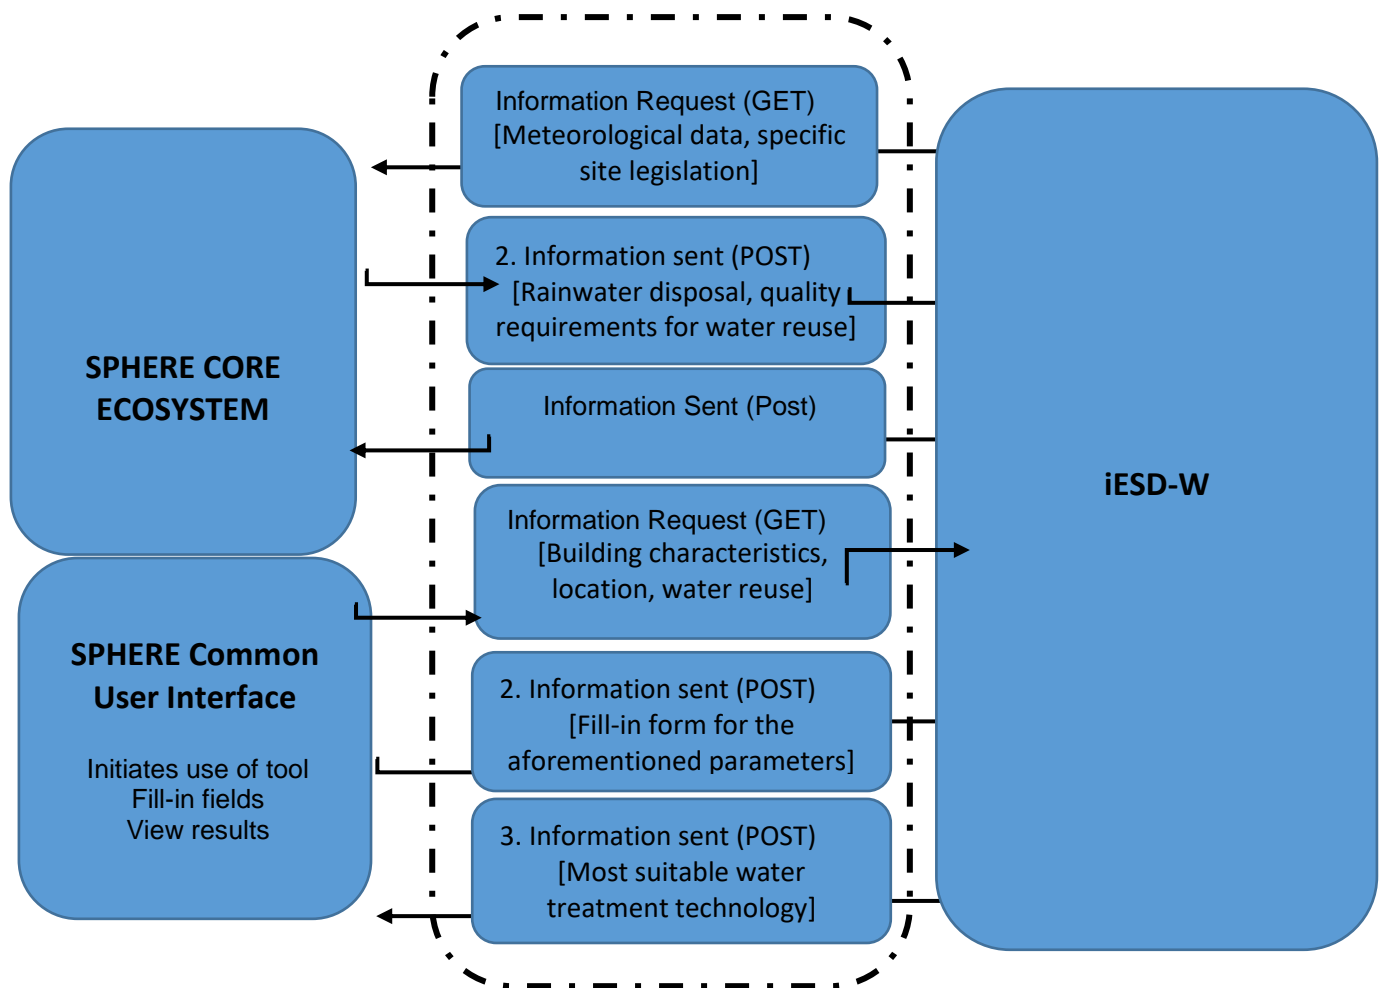 Information Request (GET)
[Meteorological data, specific
site legislation]
2. Information sent (POST)
[Rainwater disposal, quality
requirements for water reuse]
SPHERE CORE
ECOSYSTEM
Information Sent (Post)
iESD-W
Information Request (GET)
[Building characteristics,
location, water reuse]
SPHERE Common
User Interface
Initiates use of tool
Fill-in fields
View results
2. Information sent (POST)
[Fill-in form for the
aforementioned parameters]
3. Information sent (POST)
[Most suitable water
treatment technology]